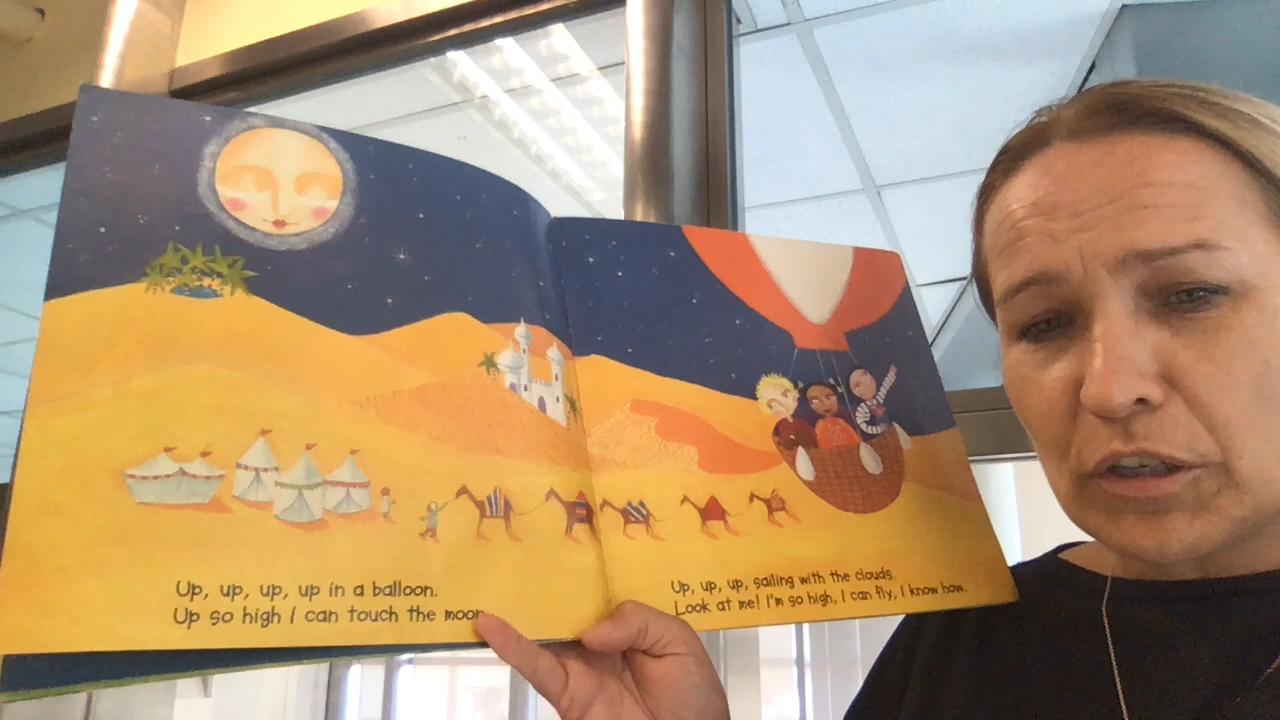 Up, up, up, up in a balloon.
Up so high I can touch the moon
Up, up, up, sailing with the clouds.
Look at me! I'm so high, I can fly, I know how.